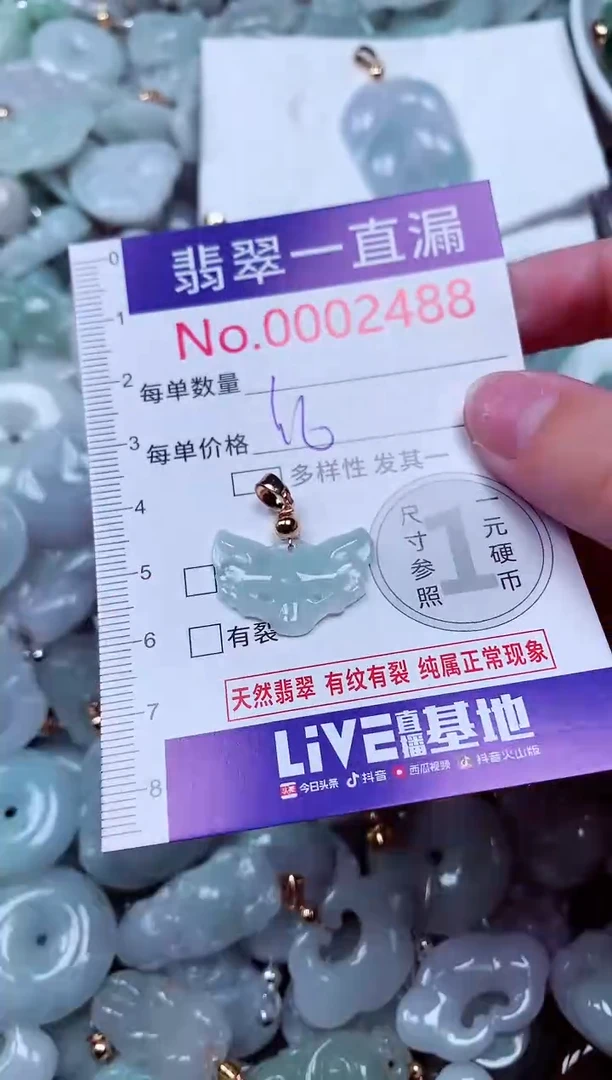 0
1
2
3
4
5
6
7
8
翡翠一直漏
No.0002488
每单数量
每单价格
多样性 发其一
尺寸参照
1
一元硬币
有裂
天然翡翠 有纹有裂 纯属正常现象
LiVE直播基地
头条 今日头条 抖音 西瓜视频 抖音火山版